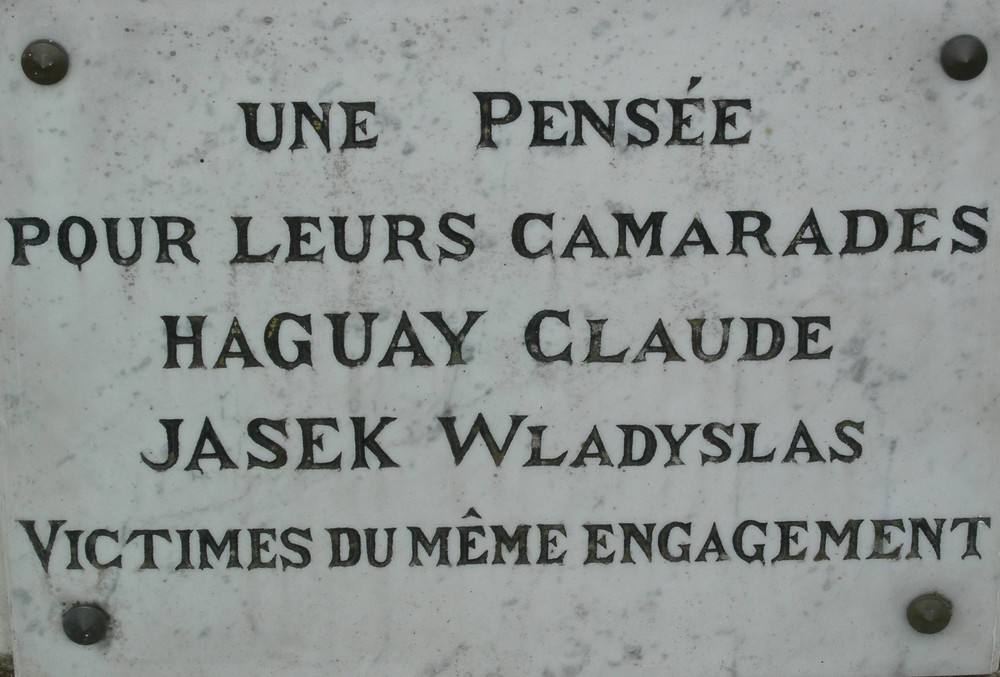 UNE PENSÉE
POUR LEURS CAMARADES
HAGUAY CLAUDE
JASEK WLADYSLAS
VICTIMES DU MÊME ENGAGEMENT